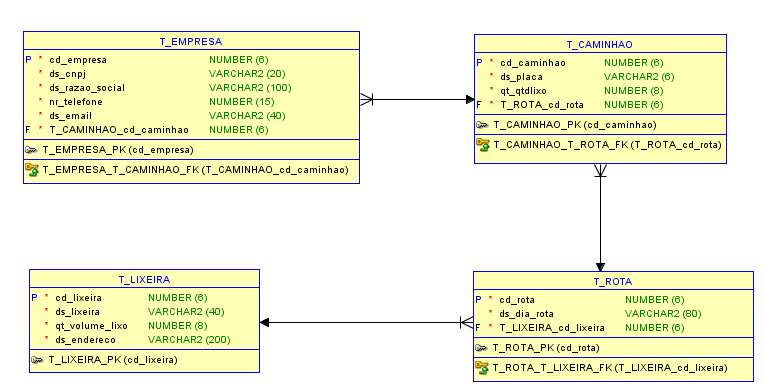 T_EMPRESA
P * cd_empresa NUMBER (6)
* ds_cnpj VARCHAR2 (20)
* ds_razao_social VARCHAR2 (100)
* nr_telefone NUMBER (15)
* ds_email VARCHAR2 (40)
F * T_CAMINHAO_cd_caminhao NUMBER (6)
T_EMPRESA_PK (cd_empresa)
T_EMPRESA_T_CAMINHAO_FK (T_CAMINHAO_cd_caminhao)
T_CAMINHAO
P * cd_caminhao NUMBER (6)
* ds_placa VARCHAR2 (6)
* qt_qtdlixo NUMBER (8)
F * T_ROTA_cd_rota NUMBER (6)
T_CAMINHAO_PK (cd_caminhao)
T_CAMINHAO_T_ROTA_FK (T_ROTA_cd_rota)
T_LIXEIRA
P * cd_lixeira NUMBER (6)
* ds_lixeira VARCHAR2 (40)
* qt_volume_lixo NUMBER (8)
* ds_endereco VARCHAR2 (200)
T_LIXEIRA_PK (cd_lixeira)
T_ROTA
P * cd_rota NUMBER (6)
* ds_dia_rota VARCHAR2 (80)
F * T_LIXEIRA_cd_lixeira NUMBER (6)
T_ROTA_PK (cd_rota)
T_ROTA_T_LIXEIRA_FK (T_LIXEIRA_cd_lixeira)